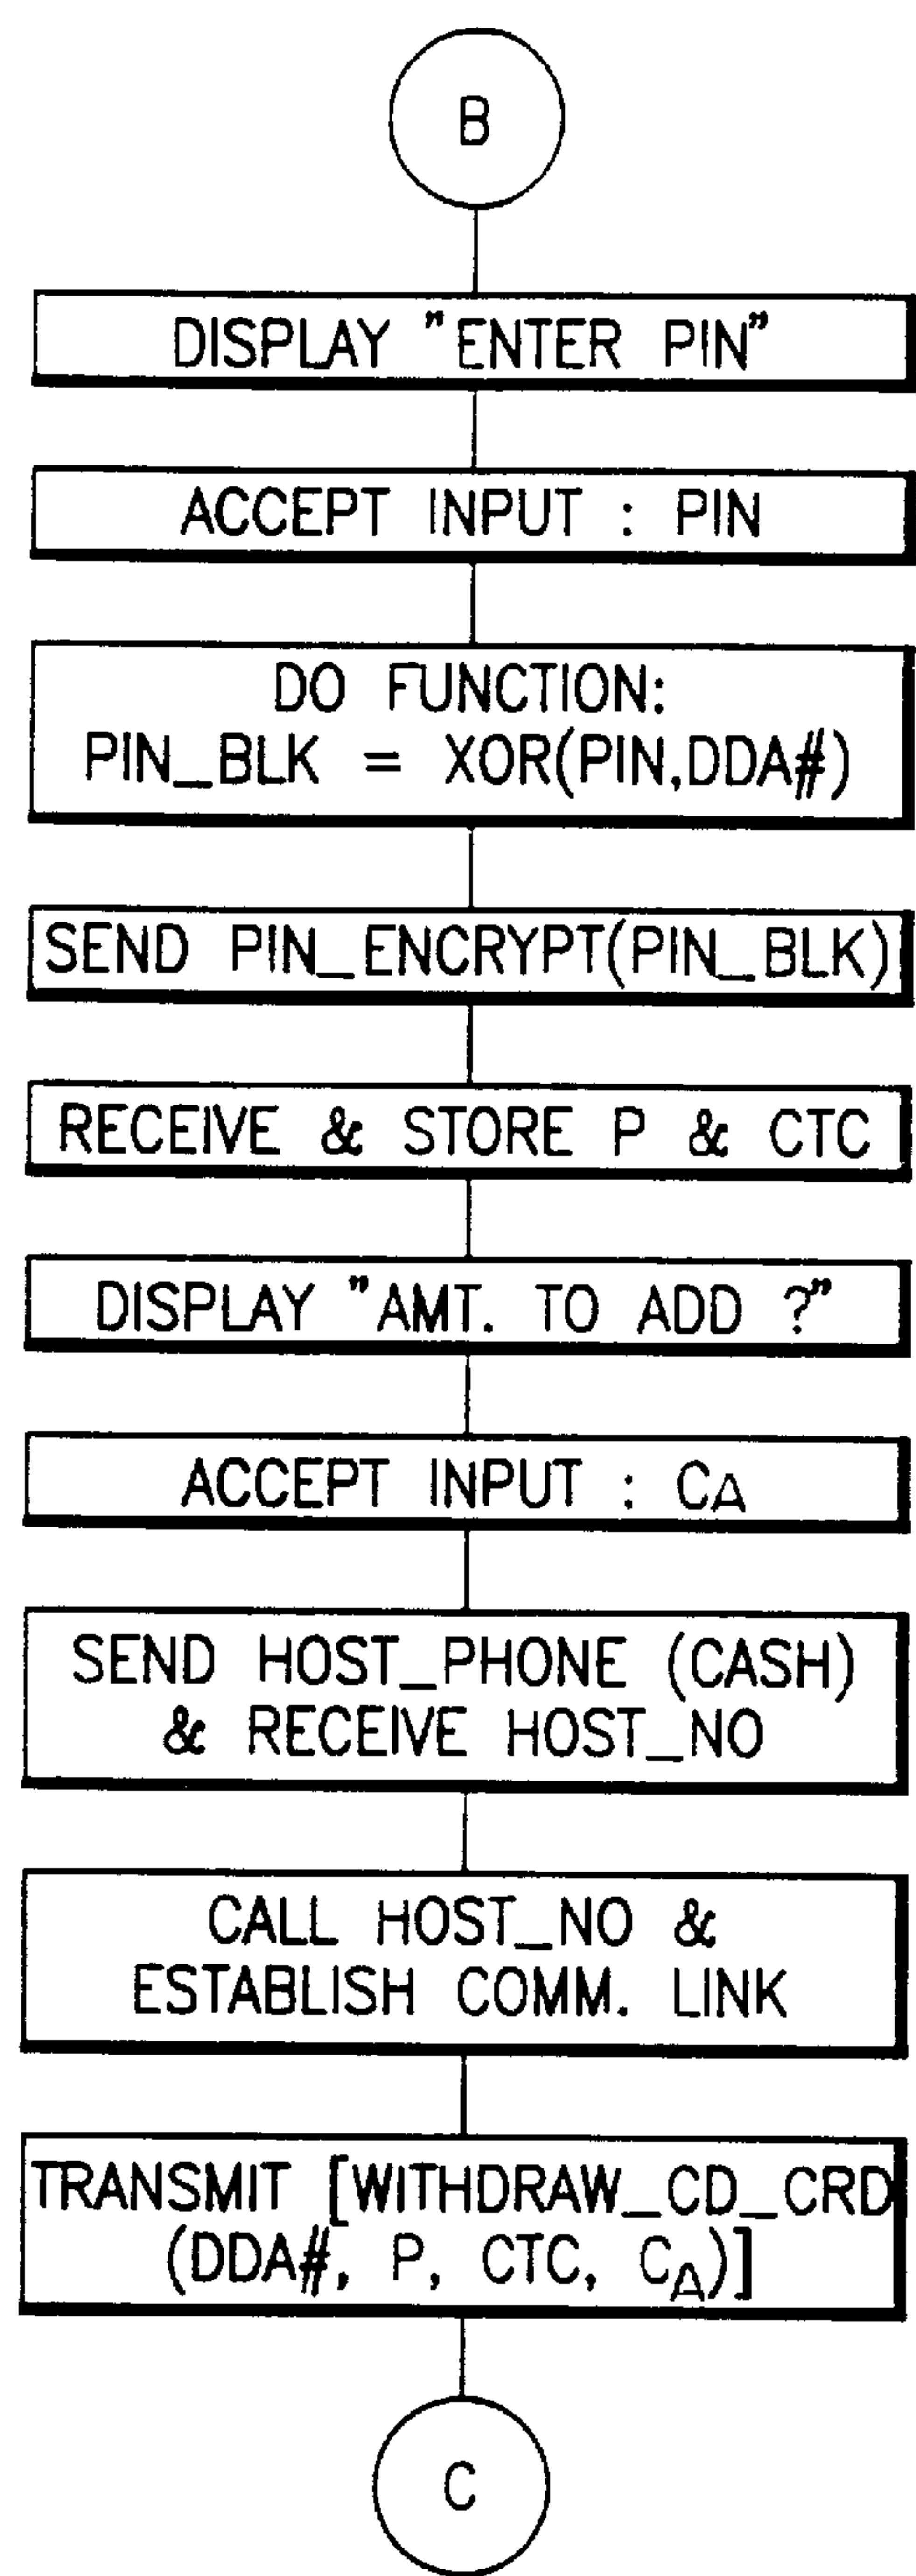 B
DISPLAY "ENTER PIN"
ACCEPT INPUT : PIN
DO FUNCTION:
PIN_BLK = XOR(PIN,DDA#)
SEND PIN_ENCRYPT(PIN_BLK)
RECEIVE & STORE P & CTC
DISPLAY "AMT. TO ADD ?"
ACCEPT INPUT : CA
SEND HOST_PHONE (CASH)
& RECEIVE HOST_NO
CALL HOST_NO &
ESTABLISH COMM. LINK
TRANSMIT [WITHDRAW_CD_CRD
(DDA#, P, CTC, CA)]
C